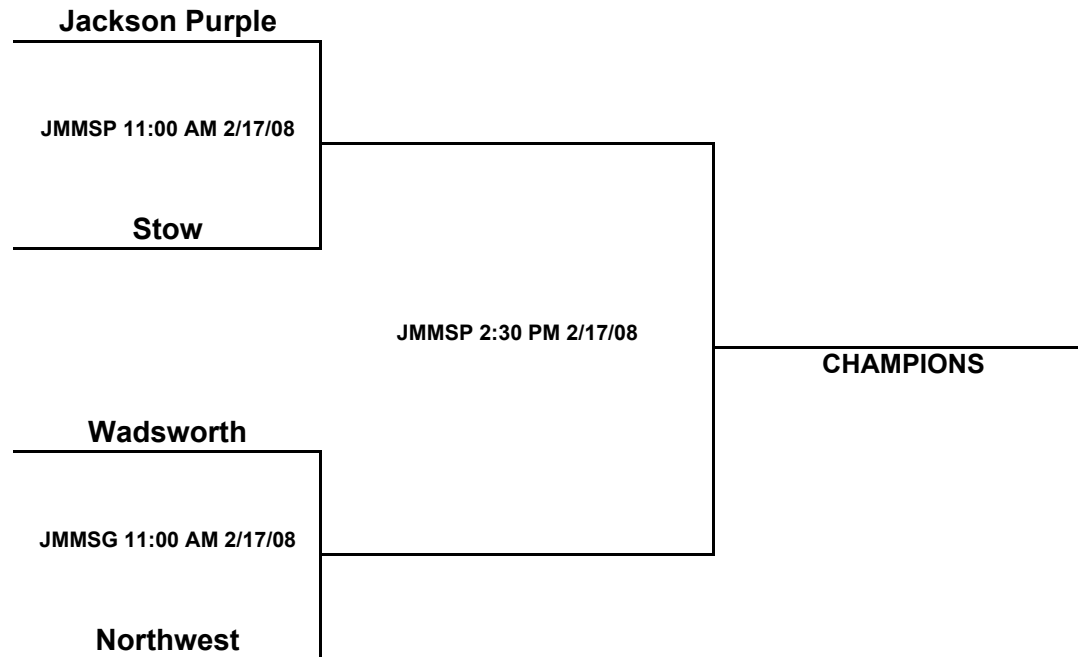 Jackson Purple
JMMSP 11:00 AM 2/17/08
Stow
JMMSP 2:30 PM 2/17/08
CHAMPIONS
Wadsworth
JMMSG 11:00 AM 2/17/08
Northwest